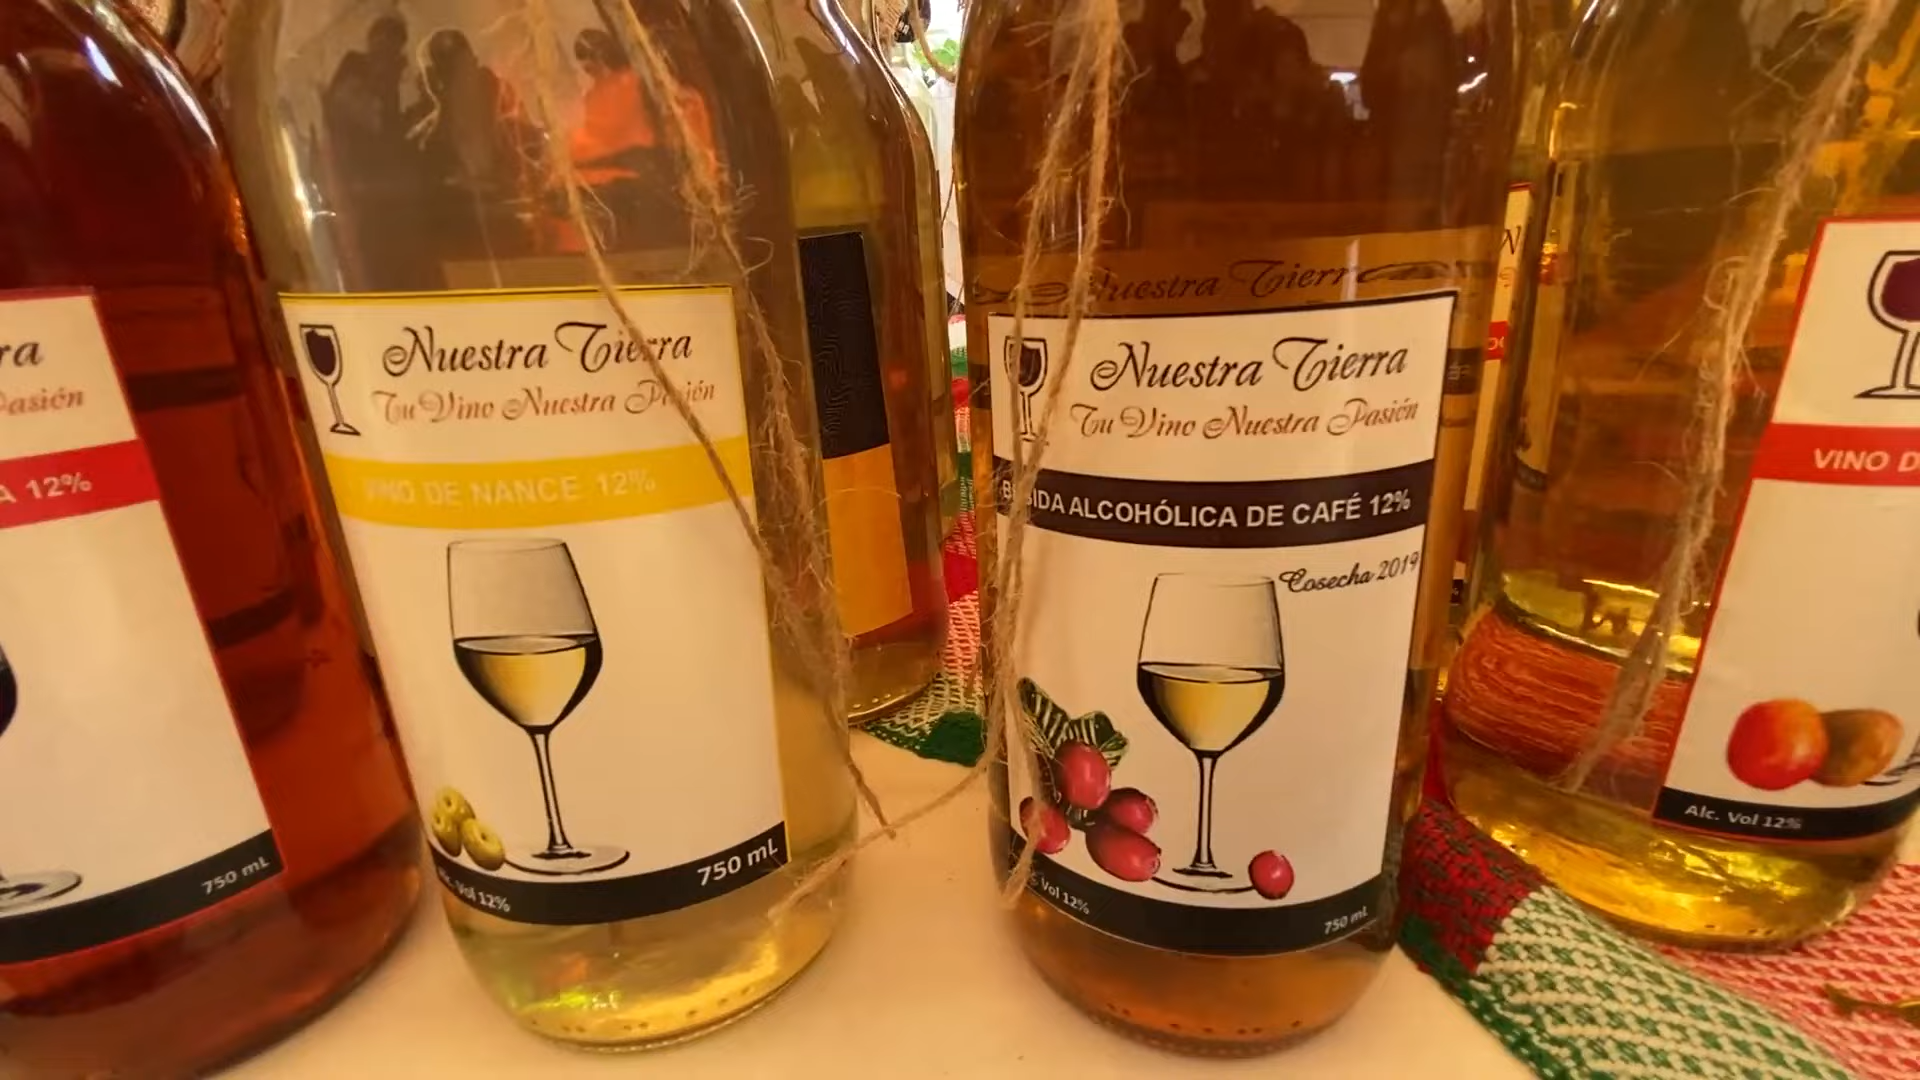 Pasión
12%
750 mL
Nuestra Tierra
Tu Vino Nuestra Pasión
VINO DE NANCE 12%
Alc. Vol 12%
750 mL
Nuestra Tierra
Nuestra Tierra
Tu Vino Nuestra Pasión
BEBIDA ALCOHÓLICA DE CAFÉ 12%
Cosecha 2019
Vol 12%
750 mL
VINO D
Alc. Vol 12%